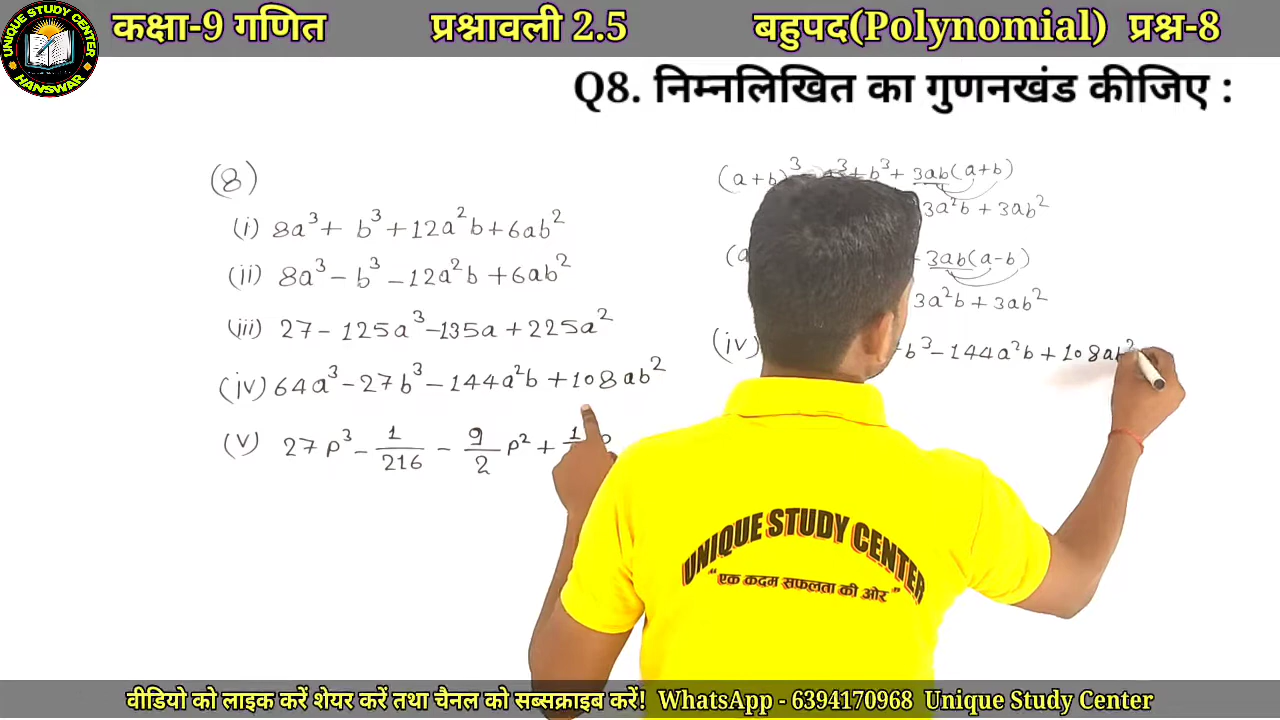 UNIQUE STUDY CENTER
HANSWAR
कक्षा-9 गणित प्रश्नावली 2.5 बहुपद(Polynomial) प्रश्न-8
Q8. निम्नलिखित का गुणनखंड कीजिए :
(8)
(i) 8a³ + b³ + 12a²b + 6ab²
(ii) 8a³ - b³ - 12a²b + 6ab²
(iii) 27 - 125a³ - 135a + 225a²
(iv) 64a³ - 27b³ - 144a²b + 108ab²
(v) 27p³ - 1/216 - 9/2 p² +
(a+b)³ + b³ + 3ab(a+b)
3a²b + 3ab²
3ab(a-b)
3a²b + 3ab²
(iv) b³ - 144a²b + 108ab²
UNIQUE STUDY CENTER
"एक कदम सफलता की ओर"
वीडियो को लाइक करें शेयर करें तथा चैनल को सब्सक्राइब करें! WhatsApp - 6394170968 Unique Study Center